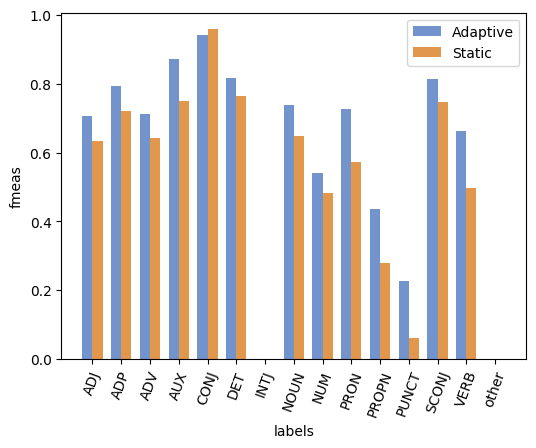 1.0
0.8
0.6
0.4
0.2
0.0
fmeas
Adaptive
Static
ADJ
ADP
ADV
AUX
CONJ
DET
INTJ
NOUN
NUM
PRON
PROPN
PUNCT
SCONJ
VERB
other
labels